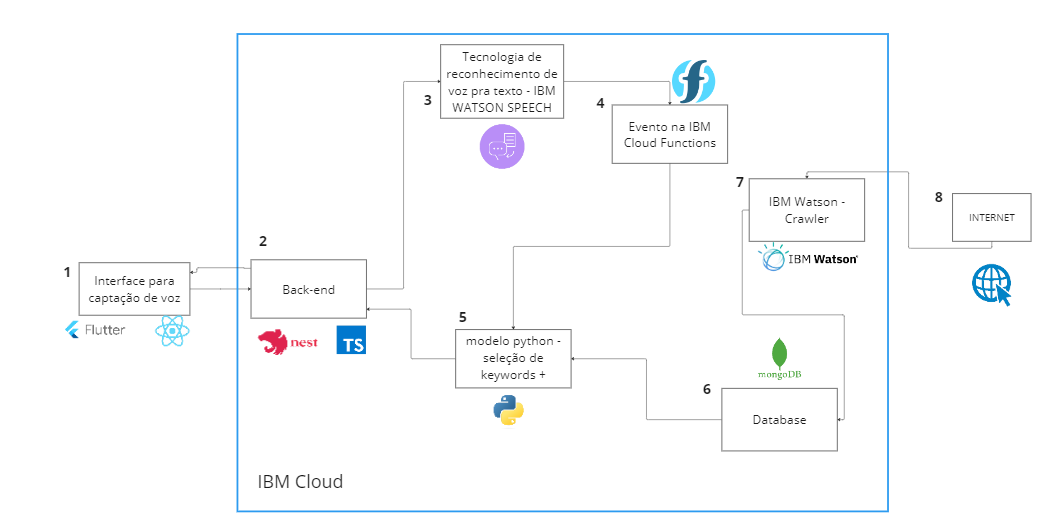 Tecnologia de
reconhecimento de
voz pra texto - IBM
WATSON SPEECH
3
4
Evento na IBM
Cloud Functions
7
IBM Watson -
Crawler
IBM Watson
8
INTERNET
2
Back-end
nest
TS
1
Interface para
captação de voz
Flutter
5
modelo python -
seleção de
keywords +
mongoDB
6
Database
IBM Cloud